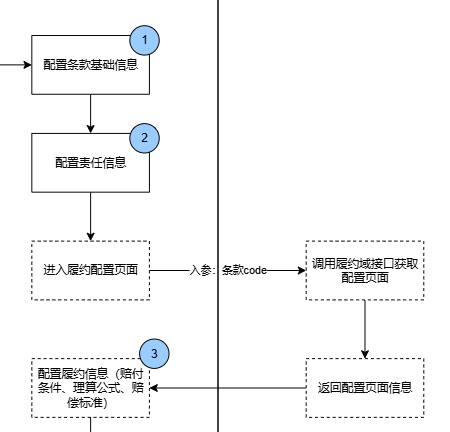 1
配置条款基础信息
2
配置责任信息
进入履约配置页面
入参：条款code
调用履约域接口获取
配置页面
3
配置履约信息（赔付
条件、理算公式、赔
偿标准）
返回配置页面信息